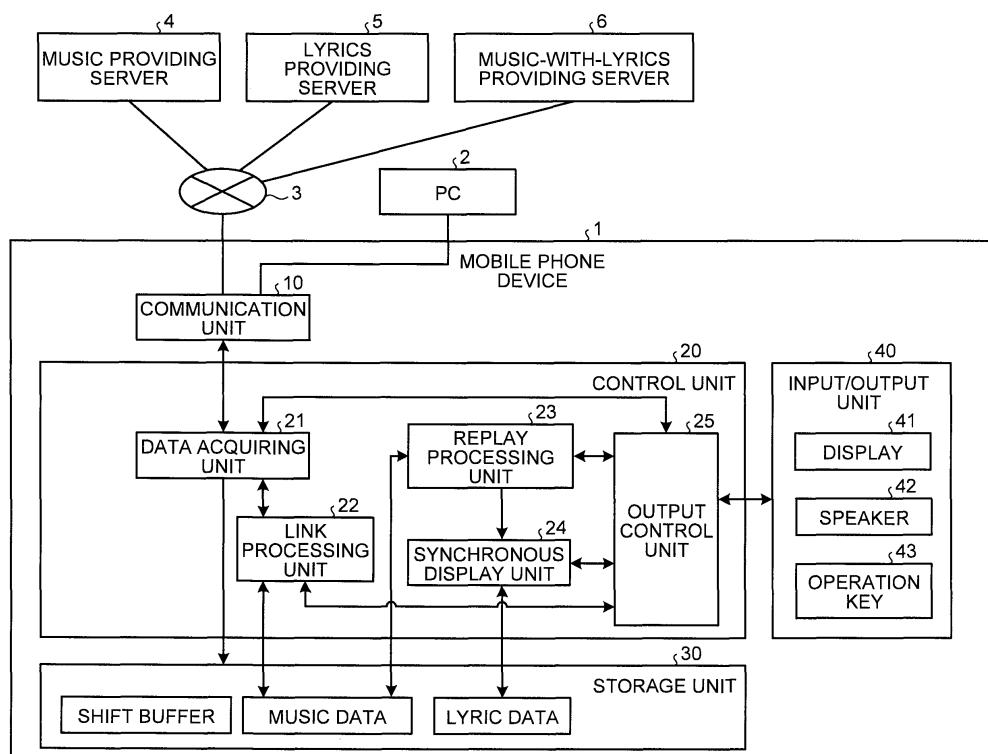 4
MUSIC PROVIDING
SERVER
5
LYRICS
PROVIDING
SERVER
6
MUSIC-WITH-LYRICS
PROVIDING SERVER
3
2
PC
1
MOBILE PHONE
DEVICE
10
COMMUNICATION
UNIT
20
CONTROL UNIT
21
DATA ACQUIRING
UNIT
22
LINK
PROCESSING
UNIT
23
REPLAY
PROCESSING
UNIT
24
SYNCHRONOUS
DISPLAY UNIT
25
OUTPUT
CONTROL
UNIT
40
INPUT/OUTPUT
UNIT
41
DISPLAY
42
SPEAKER
43
OPERATION
KEY
30
STORAGE UNIT
SHIFT BUFFER
MUSIC DATA
LYRIC DATA